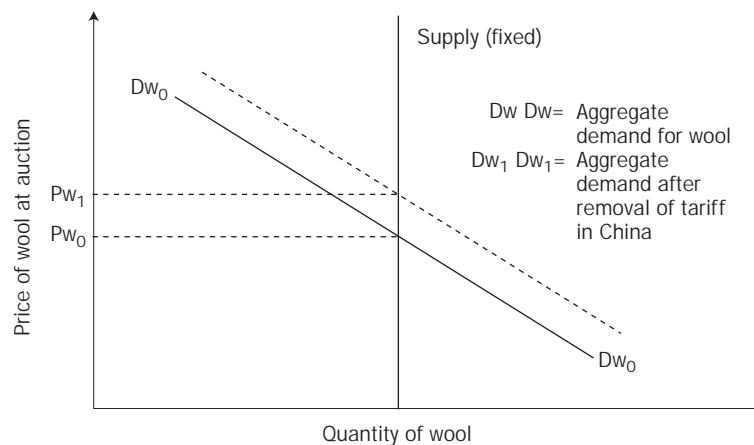 Supply (fixed)
Dw0
Dw Dw= Aggregate
demand for wool
Dw1 Dw1= Aggregate
demand after
removal of tariff
in China
Pw1
Pw0
Price of wool at auction
Dw0
Quantity of wool